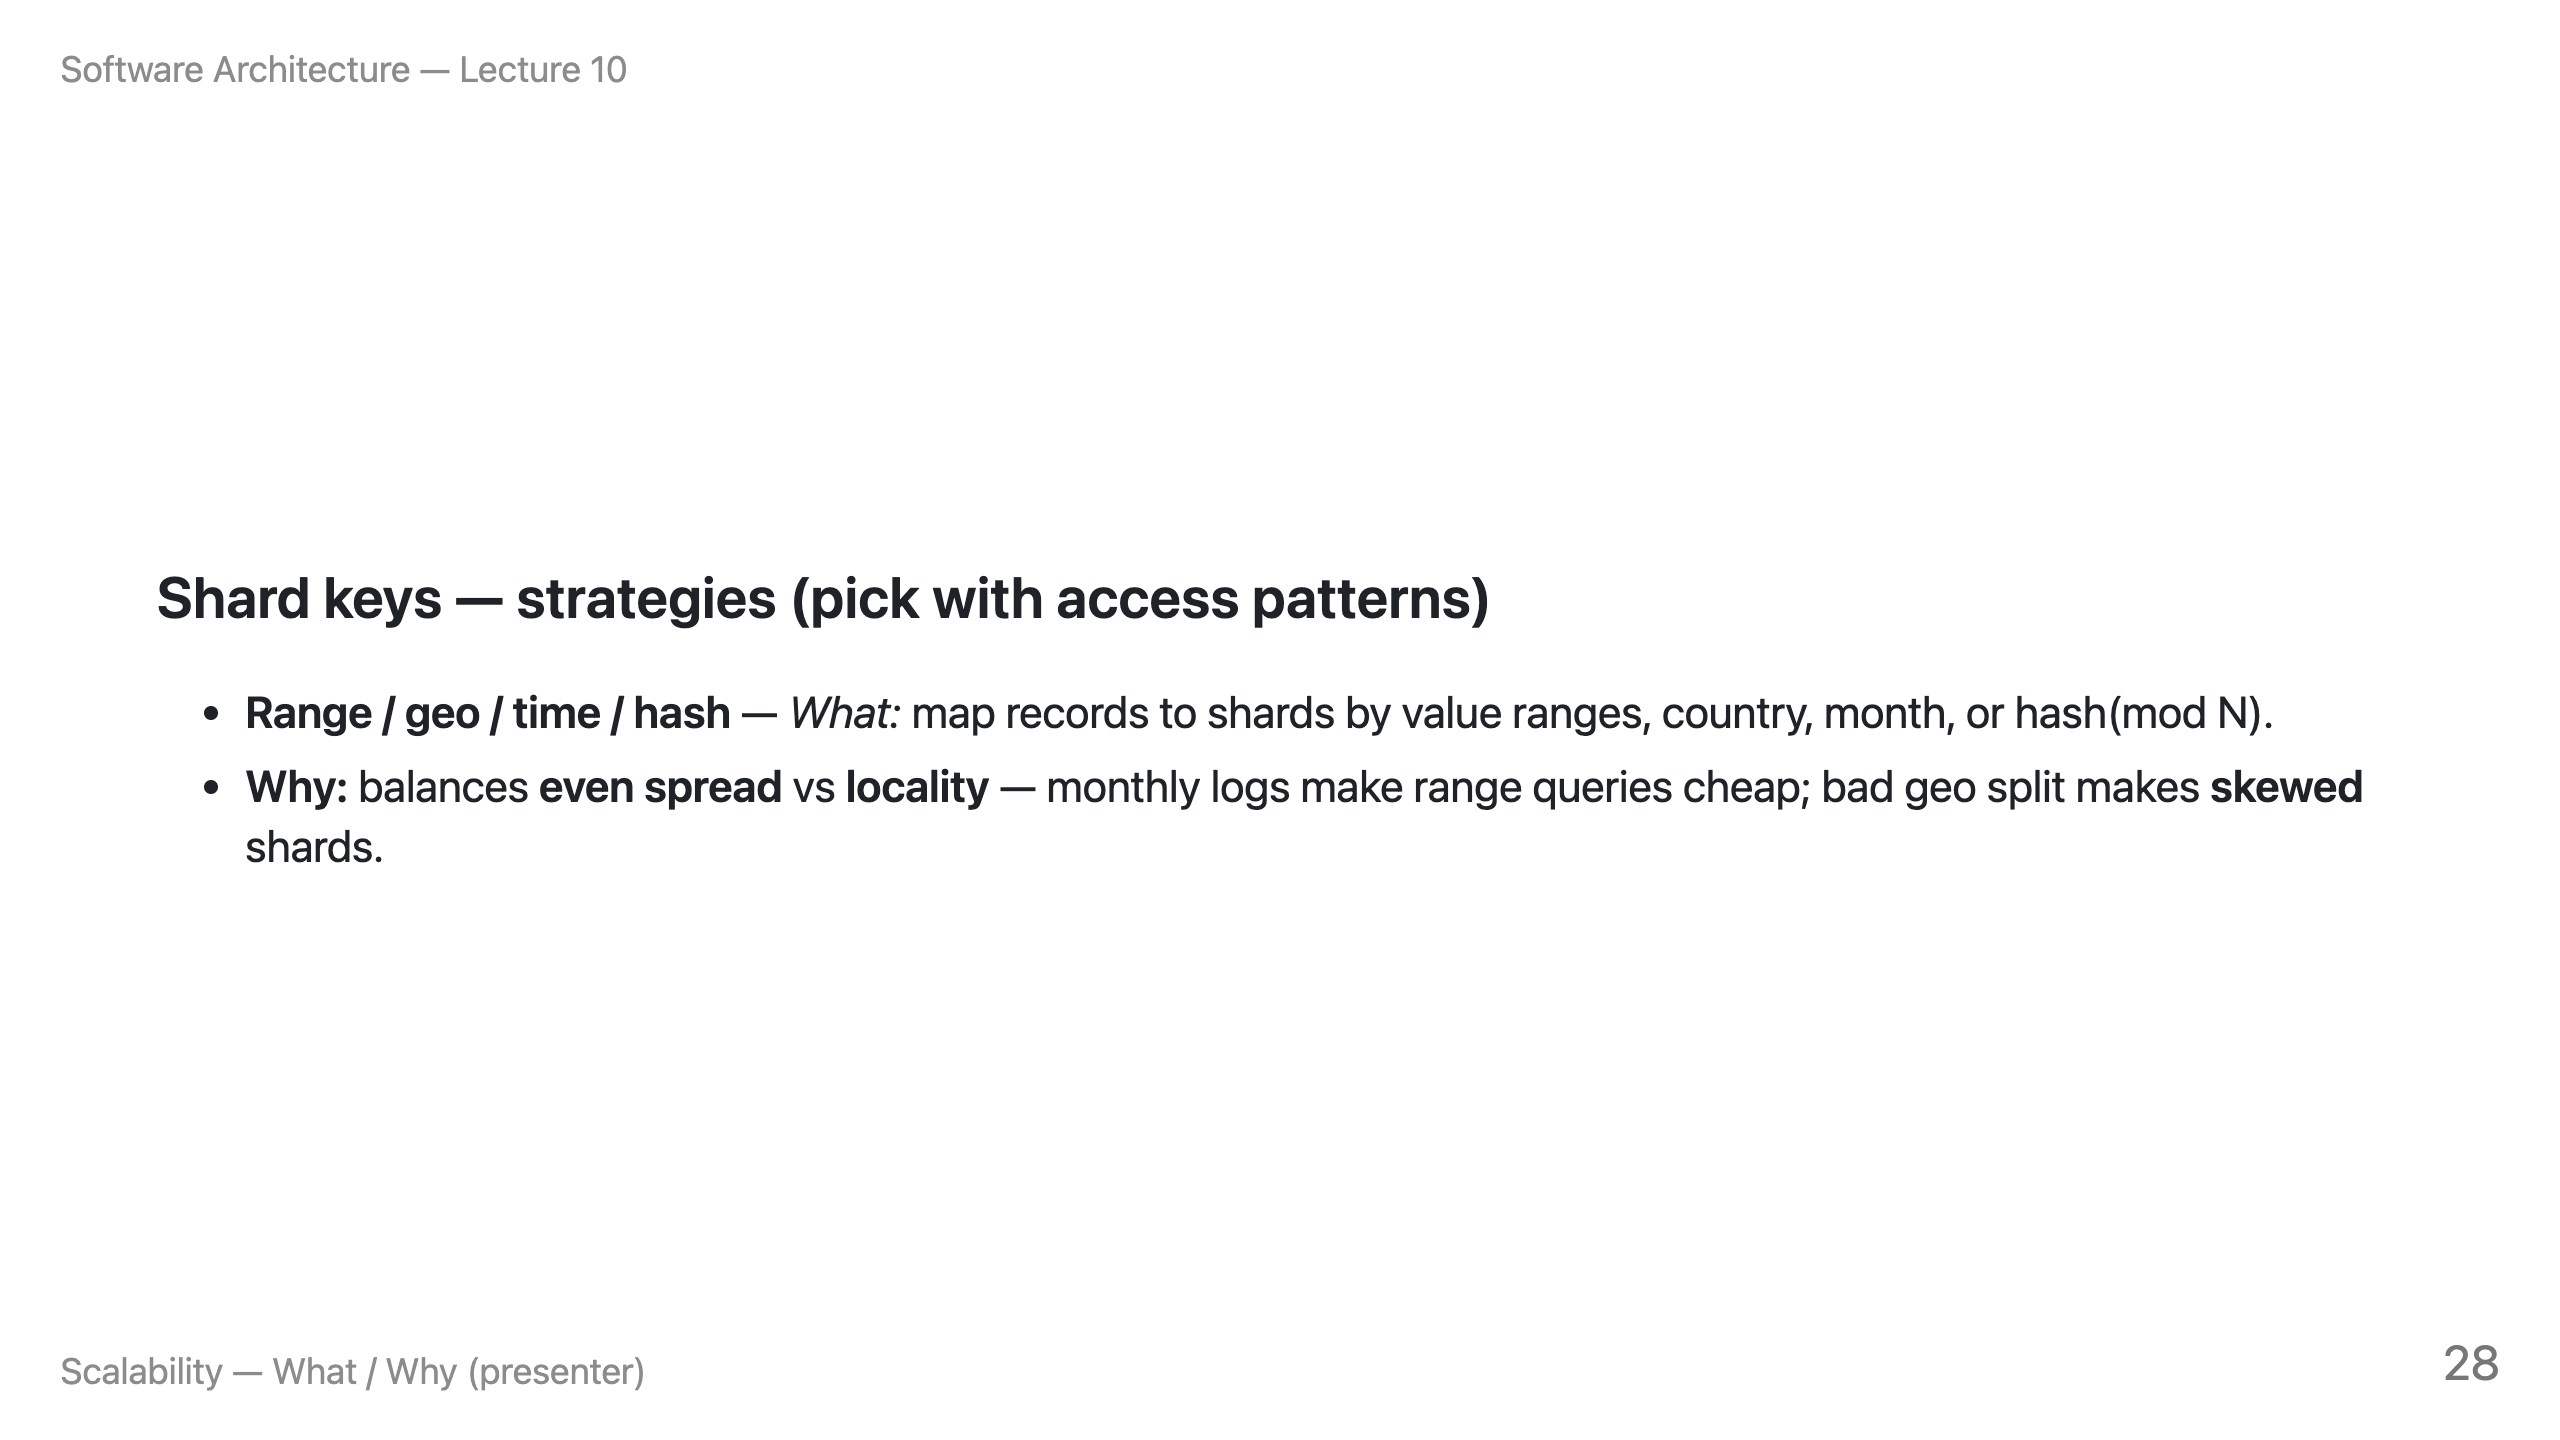 Software Architecture — Lecture 10
Shard keys — strategies (pick with access patterns)
• Range / geo / time / hash — What: map records to shards by value ranges, country, month, or hash(mod N).
• Why: balances even spread vs locality — monthly logs make range queries cheap; bad geo split makes skewed
shards.
Scalability — What / Why (presenter)
28